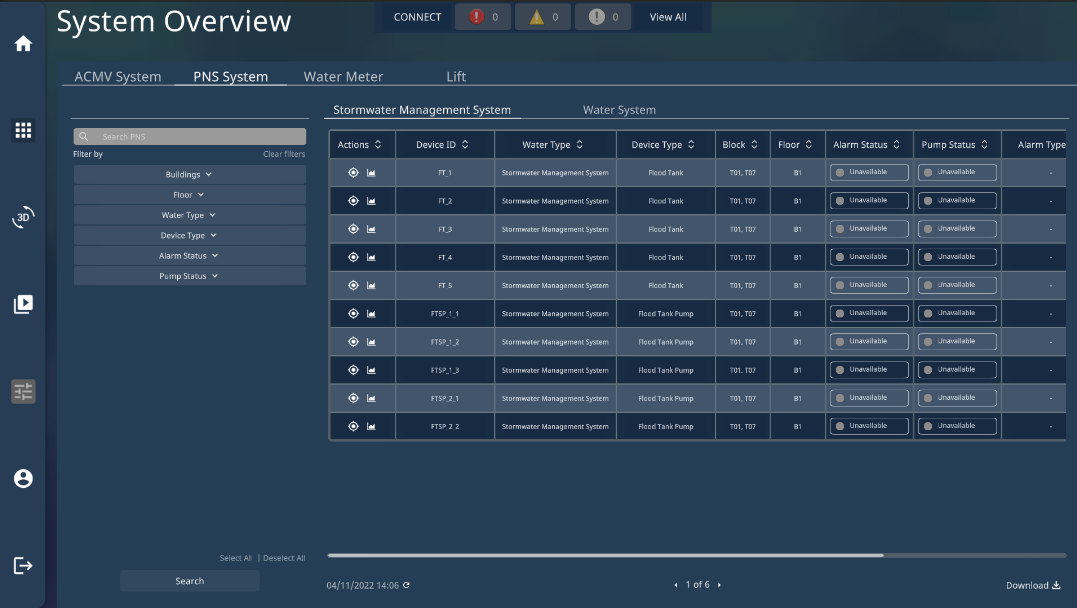 System Overview
CONNECT 0 0 0 View All
ACMV System PNS System Water Meter Lift
Stormwater Management System Water System
Search PNS
Filter by Clear filters
Buildings
Floor
Water Type
Device Type
Alarm Status
Pump Status
Select All | Deselect All
Search
Actions Device ID Water Type Device Type Block Floor Alarm Status Pump Status Alarm Type
FT_1 Stormwater Management System Flood Tank T01, T07 B1 Unavailable Unavailable -
FT_2 Stormwater Management System Flood Tank T01, T07 B1 Unavailable Unavailable -
FT_3 Stormwater Management System Flood Tank T01, T07 B1 Unavailable Unavailable -
FT_4 Stormwater Management System Flood Tank T01, T07 B1 Unavailable Unavailable -
FT_5 Stormwater Management System Flood Tank T01, T07 B1 Unavailable Unavailable -
FTSP_1_1 Stormwater Management System Flood Tank Pump T01, T07 B1 Unavailable Unavailable -
FTSP_1_2 Stormwater Management System Flood Tank Pump T01, T07 B1 Unavailable Unavailable -
FTSP_1_3 Stormwater Management System Flood Tank Pump T01, T07 B1 Unavailable Unavailable -
FTSP_2_1 Stormwater Management System Flood Tank Pump T01, T07 B1 Unavailable Unavailable -
FTSP_2_2 Stormwater Management System Flood Tank Pump T01, T07 B1 Unavailable Unavailable -
04/11/2022 14:06 1 of 6 Download
3D